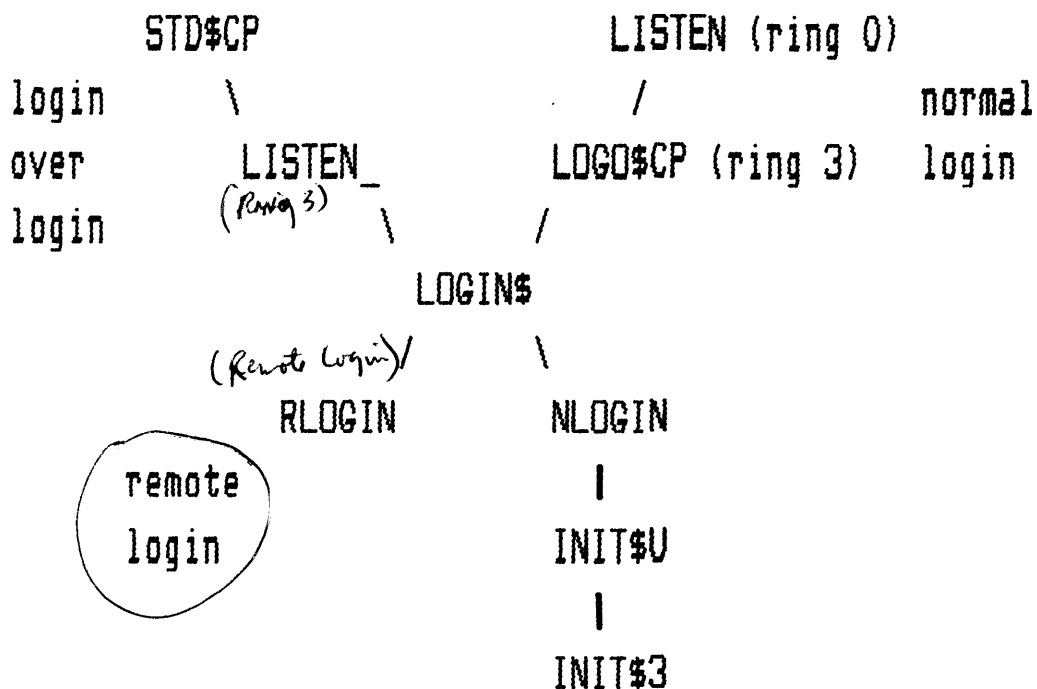 STD$CP LISTEN (ring 0)
login \ / normal
over LISTEN_ LOGO$CP (ring 3) login
(Ring 3)
login \ /
LOGIN$
(Remote Login) / \
RLOGIN NLOGIN
remote |
login INIT$U
|
INIT$3